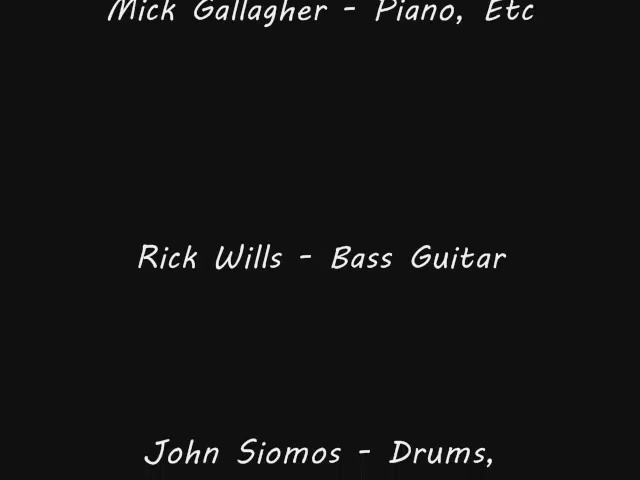 Mick Gallagher - Piano, Etc
Rick Wills - Bass Guitar
John Siomos - Drums,